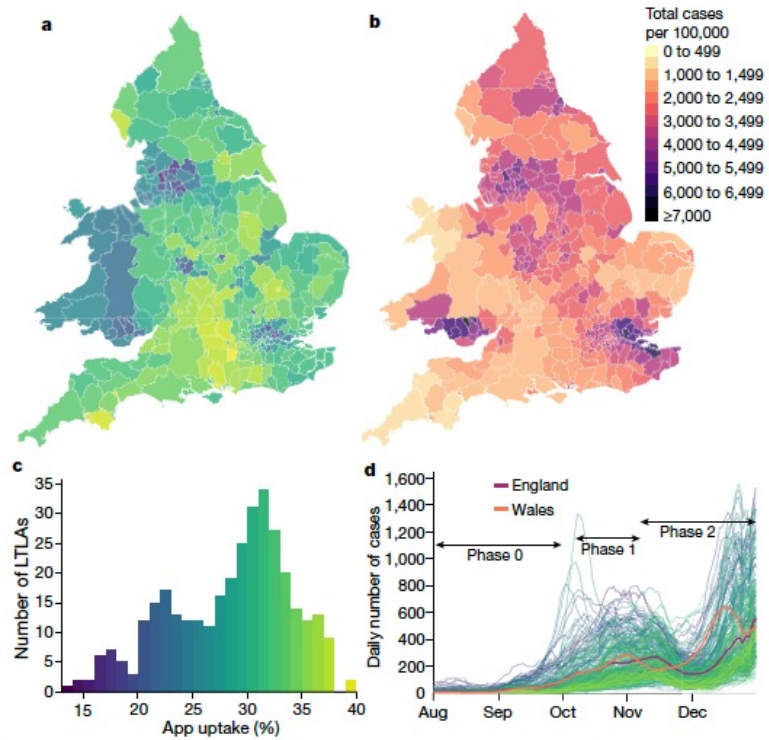 a
b
Total cases
per 100,000
0 to 499
1,000 to 1,499
2,000 to 2,499
3,000 to 3,499
4,000 to 4,499
5,000 to 5,499
6,000 to 6,499
≥7,000
c
Number of LTLAs
35
30
25
20
15
10
5
0
15 20 25 30 35 40
App uptake (%)
d
Daily number of cases
1,600
1,400
1,200
1,000
800
600
400
200
0
England
Wales
Phase 0
Phase 1
Phase 2
Aug Sep Oct Nov Dec